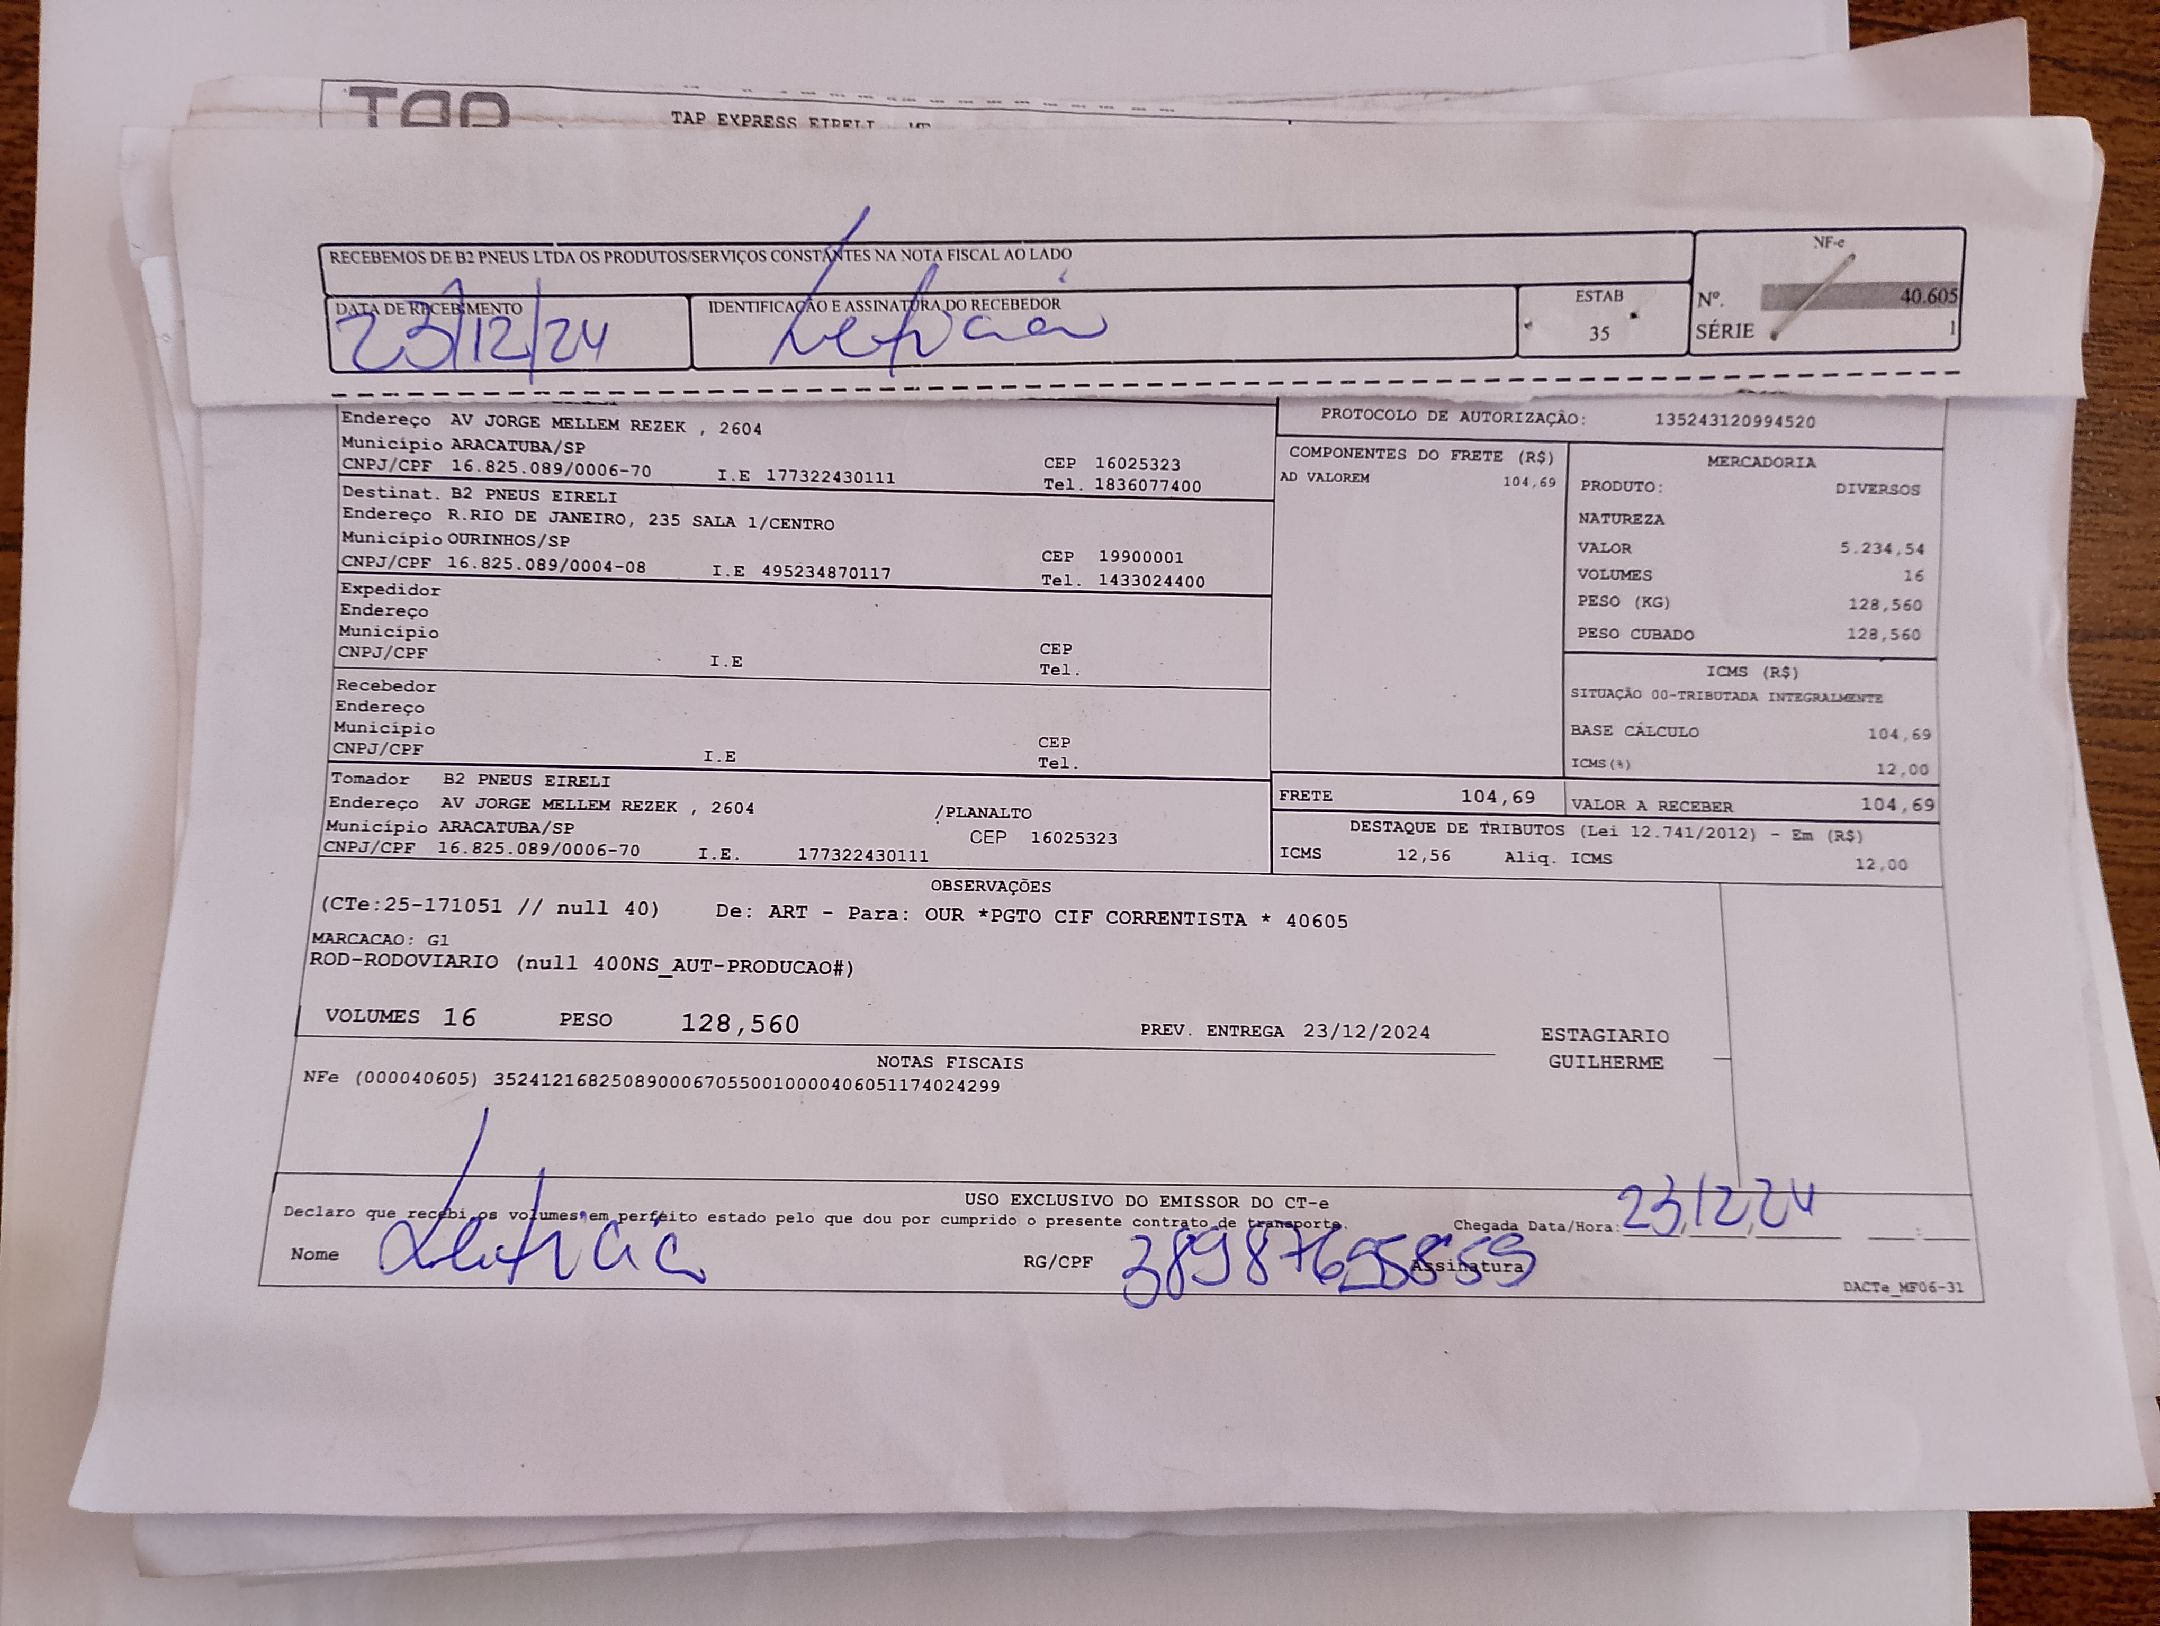 TAP
TAP EXPRESS EIRELI
RECEBEMOS DE B2 PNEUS LTDA OS PRODUTOS/SERVIÇOS CONSTANTES NA NOTA FISCAL AO LADO
NF-e
DATA DE RECEBIMENTO
IDENTIFICAÇÃO E ASSINATURA DO RECEBEDOR
ESTAB
Nº. 40.605
23/12/24
35
SÉRIE 1
Endereço AV JORGE MELLEM REZEK , 2604
Município ARACATUBA/SP
CNPJ/CPF 16.825.089/0006-70 I.E 177322430111
CEP 16025323
Tel. 1836077400
Destinat. B2 PNEUS EIRELI
Endereço R.RIO DE JANEIRO, 235 SALA 1/CENTRO
Município OURINHOS/SP
CNPJ/CPF 16.825.089/0004-08 I.E 495234870117
CEP 19900001
Tel. 1433024400
Expedidor
Endereço
Município
CNPJ/CPF I.E
CEP
Tel.
Recebedor
Endereço
Município
CNPJ/CPF I.E
CEP
Tel.
Tomador B2 PNEUS EIRELI
Endereço AV JORGE MELLEM REZEK , 2604 /PLANALTO
Município ARACATUBA/SP CEP 16025323
CNPJ/CPF 16.825.089/0006-70 I.E. 177322430111
PROTOCOLO DE AUTORIZAÇÃO: 135243120994520
COMPONENTES DO FRETE (R$)
AD VALOREM 104,69
MERCADORIA
PRODUTO: DIVERSOS
NATUREZA
VALOR 5.234,54
VOLUMES 16
PESO (KG) 128,560
PESO CUBADO 128,560
ICMS (R$)
SITUAÇÃO 00-TRIBUTADA INTEGRALMENTE
BASE CÁLCULO 104,69
ICMS(%) 12,00
FRETE 104,69 VALOR A RECEBER 104,69
DESTAQUE DE TRIBUTOS (Lei 12.741/2012) - Em (R$)
ICMS 12,56 Aliq. ICMS 12,00
OBSERVAÇÕES
(CTe:25-171051 // null 40) De: ART - Para: OUR *PGTO CIF CORRENTISTA * 40605
MARCACAO: G1
ROD-RODOVIARIO (null 400NS_AUT-PRODUCAO#)
VOLUMES 16 PESO 128,560 PREV. ENTREGA 23/12/2024
ESTAGIARIO
GUILHERME
NOTAS FISCAIS
NFe (000040605) 35241216825089000670550010000406051174024299
USO EXCLUSIVO DO EMISSOR DO CT-e
Declaro que recebi os volumes em perfeito estado pelo que dou por cumprido o presente contrato de transporte.
Chegada Data/Hora: 23/12/24 :
Nome
RG/CPF 38987655859
Assinatura
DACTe_MF06-31